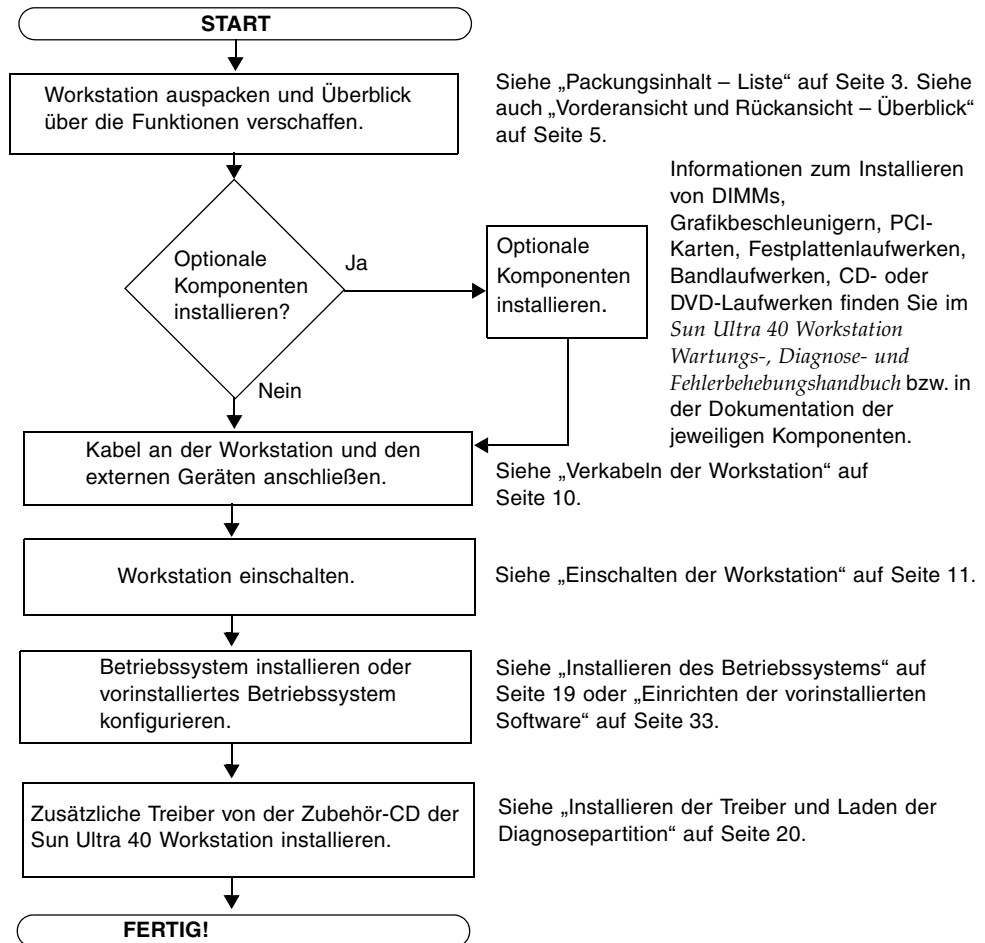 START
Workstation auspacken und Überblick
über die Funktionen verschaffen.
Siehe „Packungsinhalt – Liste“ auf Seite 3. Siehe
auch „Vorderansicht und Rückansicht – Überblick“
auf Seite 5.
Optionale
Komponenten
installieren?
Ja
Nein
Optionale
Komponenten
installieren.
Informationen zum Installieren
von DIMMs,
Grafikbeschleunigern, PCI-
Karten, Festplattenlaufwerken,
Bandlaufwerken, CD- oder
DVD-Laufwerken finden Sie im
Sun Ultra 40 Workstation
Wartungs-, Diagnose- und
Fehlerbehebungshandbuch bzw. in
der Dokumentation der
jeweiligen Komponenten.
Kabel an der Workstation und den
externen Geräten anschließen.
Siehe „Verkabeln der Workstation“ auf
Seite 10.
Workstation einschalten.
Siehe „Einschalten der Workstation“ auf Seite 11.
Betriebssystem installieren oder
vorinstalliertes Betriebssystem
konfigurieren.
Siehe „Installieren des Betriebssystems“ auf
Seite 19 oder „Einrichten der vorinstallierten
Software“ auf Seite 33.
Zusätzliche Treiber von der Zubehör-CD der
Sun Ultra 40 Workstation installieren.
Siehe „Installieren der Treiber und Laden der
Diagnosepartition“ auf Seite 20.
FERTIG!